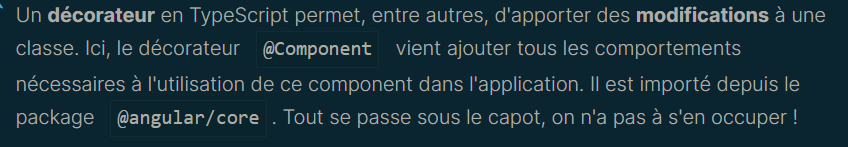 Un décorateur en TypeScript permet, entre autres, d'apporter des modifications à une
classe. Ici, le décorateur @Component vient ajouter tous les comportements
nécessaires à l'utilisation de ce component dans l'application. Il est importé depuis le
package @angular/core . Tout se passe sous le capot, on n'a pas à s'en occuper !